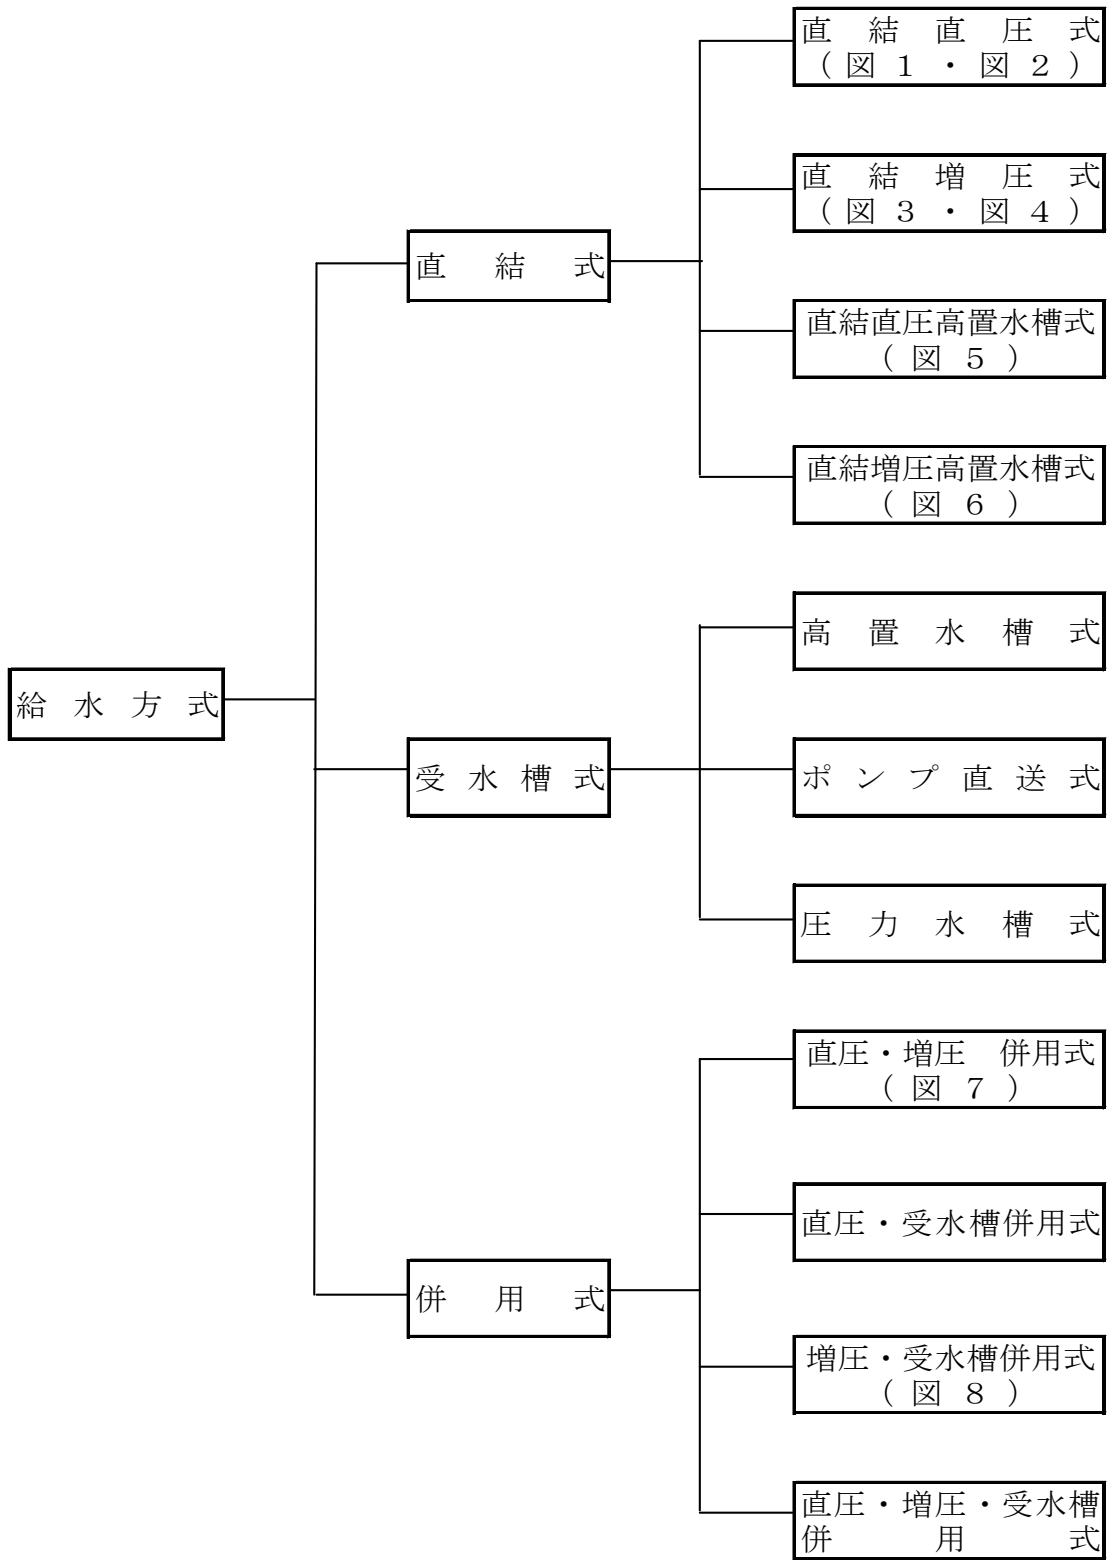 給水方式
直結式
直結直圧式
（図１・図２）
直結増圧式
（図３・図４）
直結直圧高置水槽式
（図５）
直結増圧高置水槽式
（図６）
受水槽式
高置水槽式
ポンプ直送式
圧力水槽式
併用式
直圧・増圧　併用式
（図７）
直圧・受水槽併用式
増圧・受水槽併用式
（図８）
直圧・増圧・受水槽
併用式